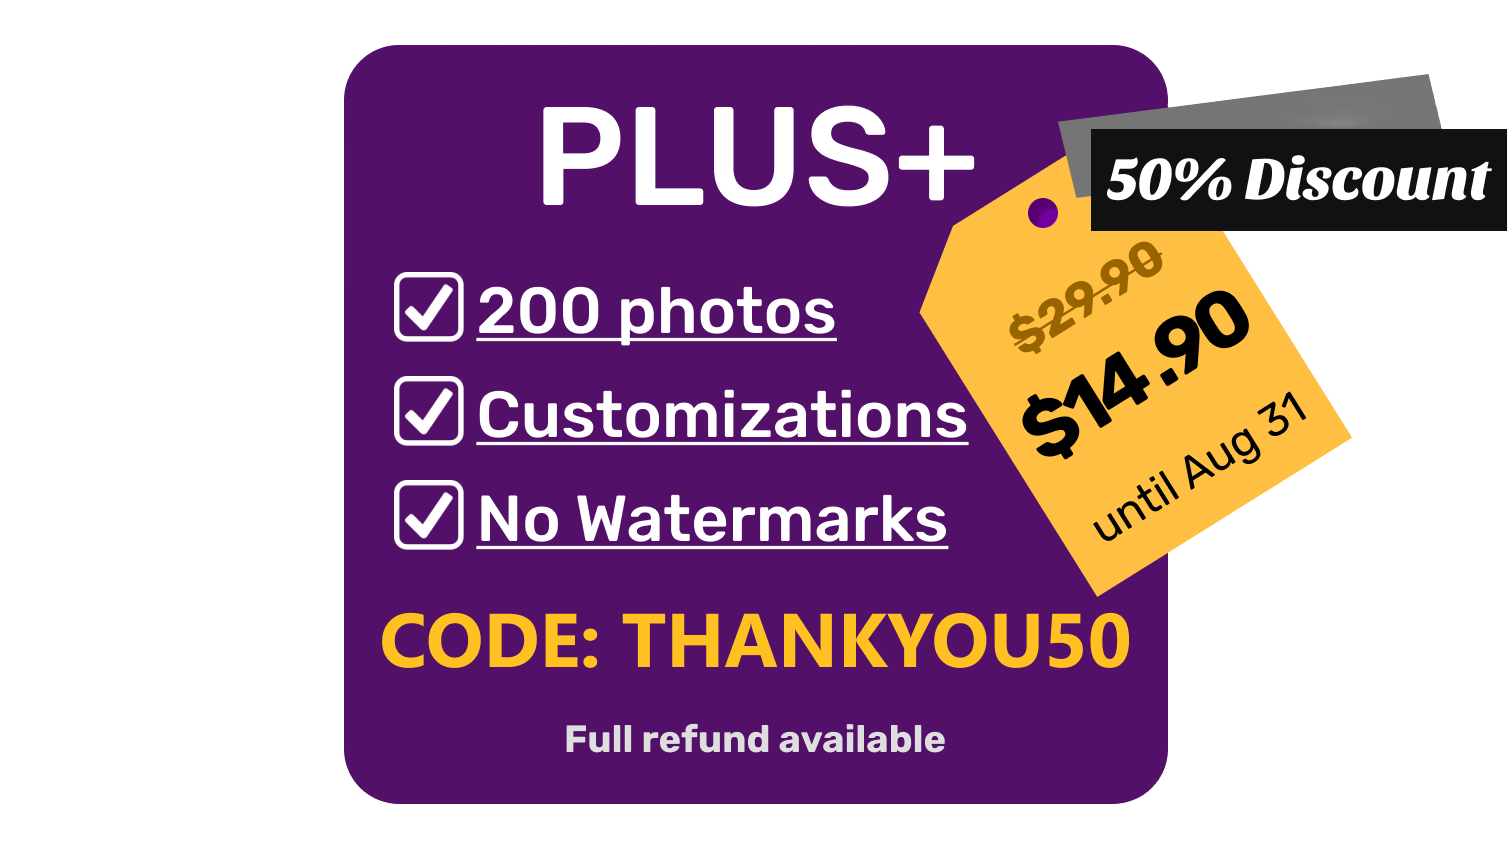 PLUS+
50% Discount
$29.90
$14.90
until Aug 31
200 photos
Customizations
No Watermarks
CODE: THANKYOU50
Full refund available